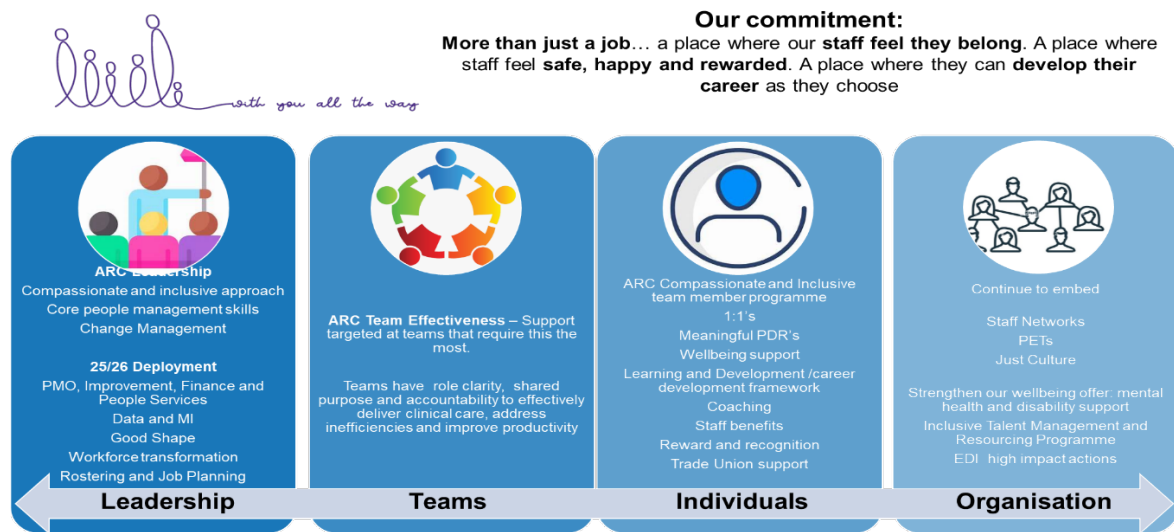 Our commitment:
More than just a job… a place where our staff feel they belong. A place where
staff feel safe, happy and rewarded. A place where they can develop their
career as they choose
with you all the way
ARC Leadership
Compassionate and inclusive approach
Core people management skills
Change Management
25/26 Deployment
PMO, Improvement, Finance and
People Services
Data and MI
Good Shape
Workforce transformation
Rostering and Job Planning
ARC Team Effectiveness – Support
targeted at teams that require this the
most.
Teams have role clarity, shared
purpose and accountability to effectively
deliver clinical care, address
inefficiencies and improve productivity
ARC Compassionate and Inclusive
team member programme
1:1's
Meaningful PDR's
Wellbeing support
Learning and Development /career
development framework
Coaching
Staff benefits
Reward and recognition
Trade Union support
Continue to embed
Staff Networks
PETs
Just Culture
Strengthen our wellbeing offer: mental
health and disability support
Inclusive Talent Management and
Resourcing Programme
EDI high impact actions
Leadership
Teams
Individuals
Organisation